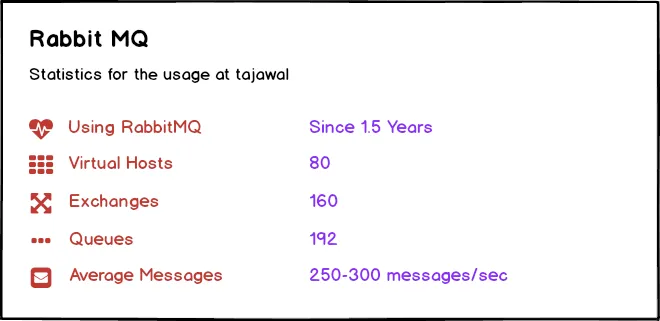 Rabbit MQ
Statistics for the usage at tajawal
Using RabbitMQ Since 1.5 Years
Virtual Hosts 80
Exchanges 160
Queues 192
Average Messages 250-300 messages/sec